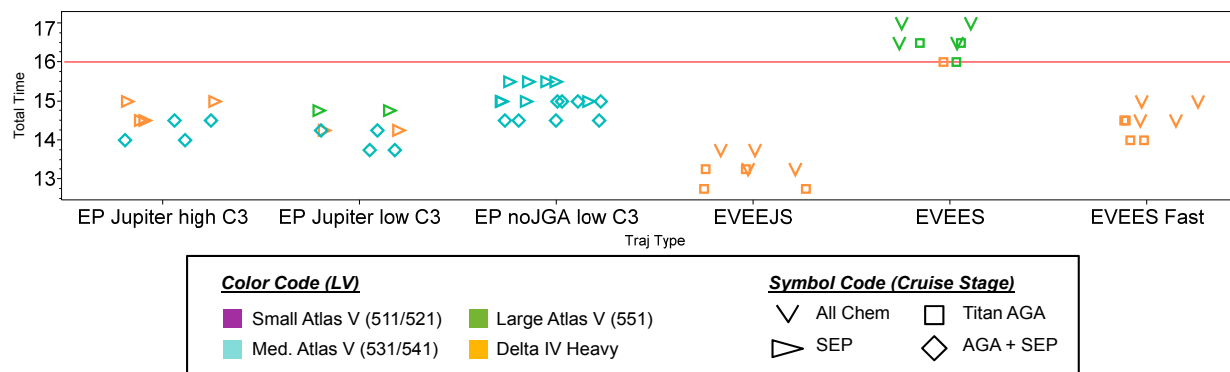 17
16
15
14
13
Total Time
EP Jupiter high C3 EP Jupiter low C3 EP noJGA low C3 EVEEJS EVEES EVEES Fast
Traj Type
Color Code (LV)
Small Atlas V (511/521) Large Atlas V (551)
Med. Atlas V (531/541) Delta IV Heavy
Symbol Code (Cruise Stage)
All Chem Titan AGA
SEP AGA + SEP